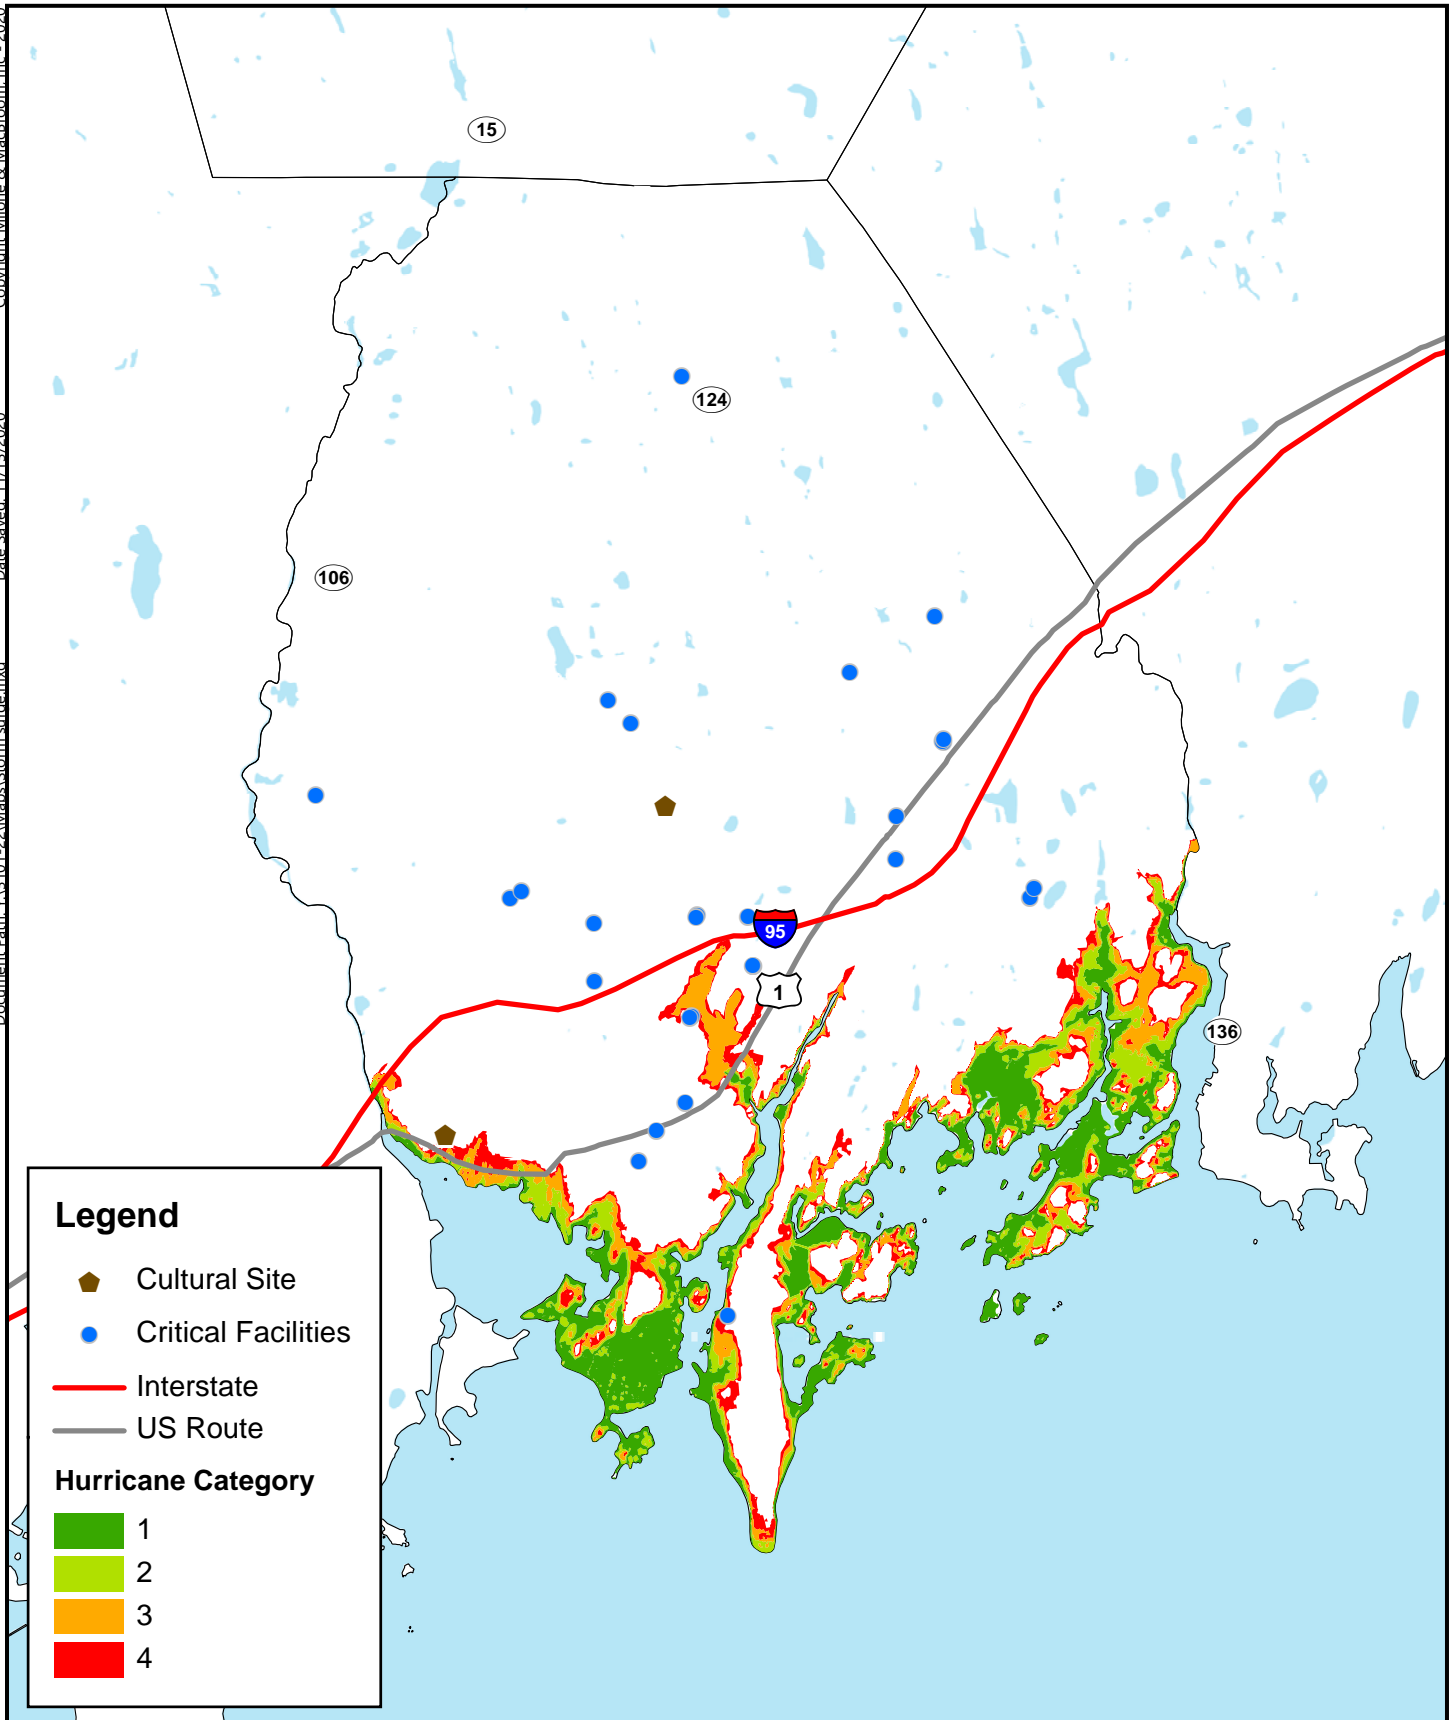 15
124
106
95
1
136
Legend
Cultural Site
Critical Facilities
Interstate
US Route
Hurricane Category
1
2
3
4